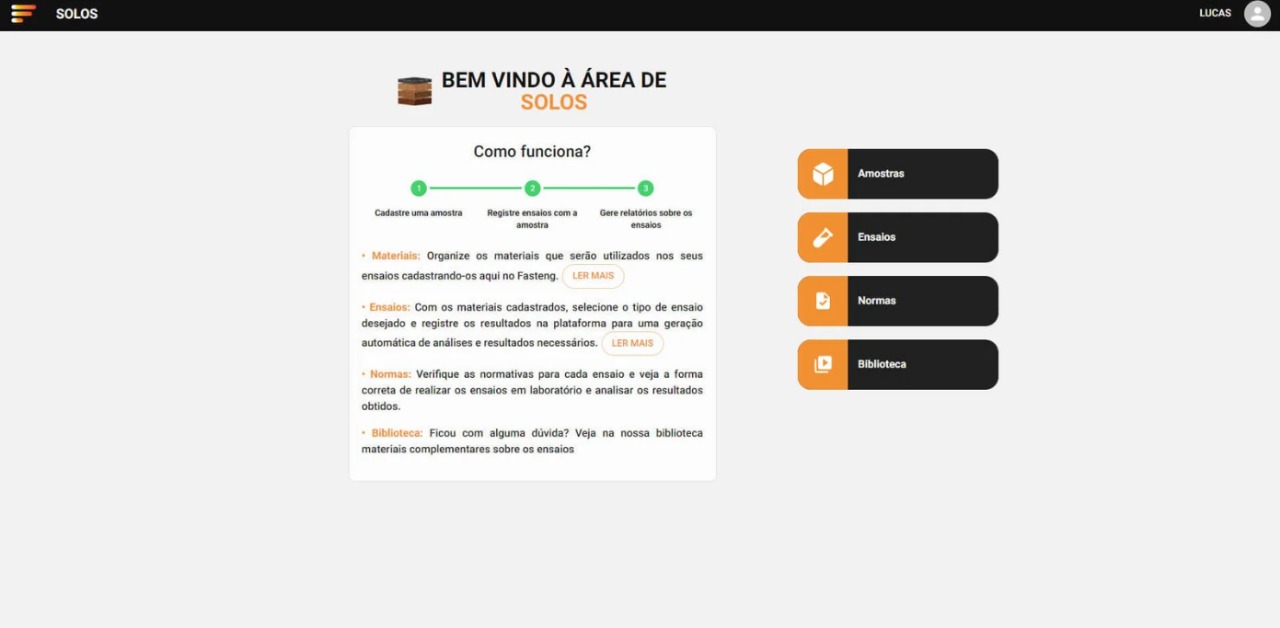 SOLOS
LUCAS
BEM VINDO À ÁREA DE
SOLOS
Como funciona?
1
2
3
Cadastre uma amostra
Registre ensaios com a
amostra
Gere relatórios sobre os
ensaios
• Materiais: Organize os materiais que serão utilizados nos seus
ensaios cadastrando-os aqui no Fasteng. LER MAIS
• Ensaios: Com os materiais cadastrados, selecione o tipo de ensaio
desejado e registre os resultados na plataforma para uma geração
automática de análises e resultados necessários. LER MAIS
• Normas: Verifique as normativas para cada ensaio e veja a forma
correta de realizar os ensaios em laboratório e analisar os resultados
obtidos.
• Biblioteca: Ficou com alguma dúvida? Veja na nossa biblioteca
materiais complementares sobre os ensaios
Amostras
Ensaios
Normas
Biblioteca